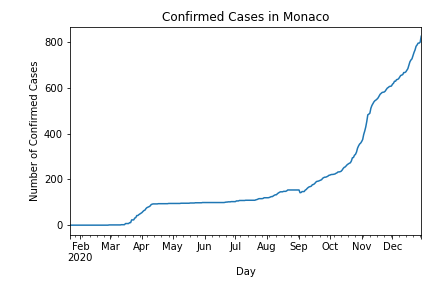 Confirmed Cases in Monaco
800
600
400
200
0
Number of Confirmed Cases
Feb Mar Apr May Jun Jul Aug Sep Oct Nov Dec
2020
Day